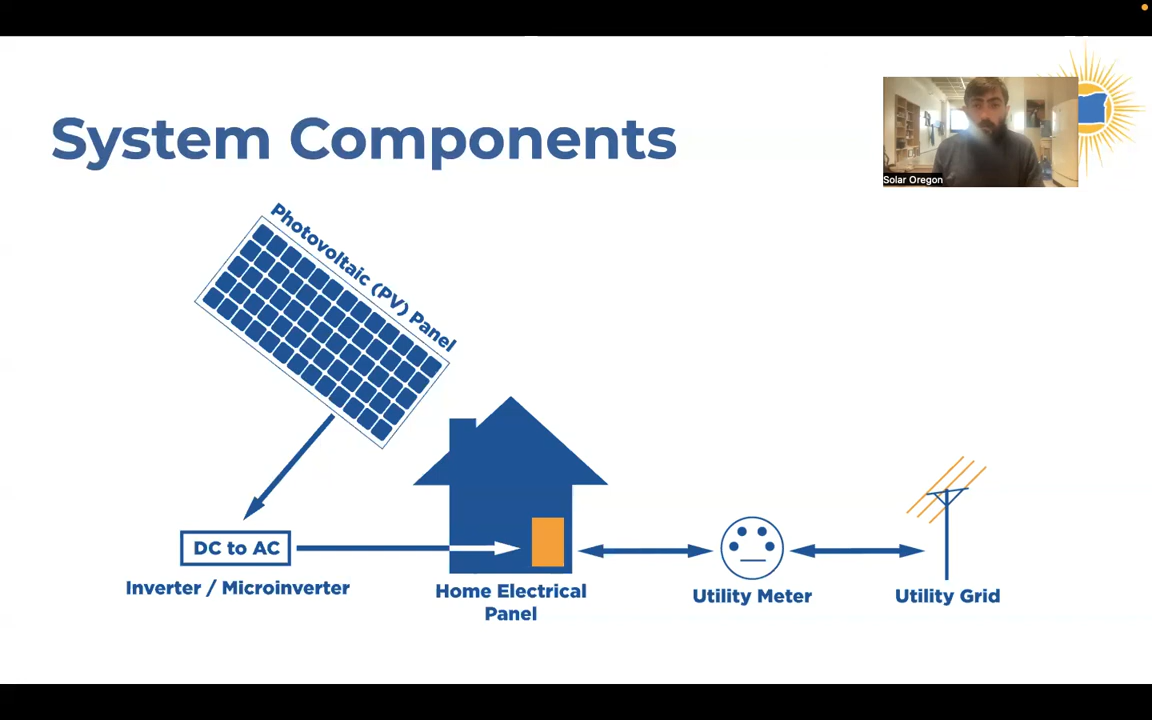 System Components
Solar Oregon
Photovoltaic (PV) Panel
DC to AC
Inverter / Microinverter
Home Electrical
Panel
Utility Meter
Utility Grid